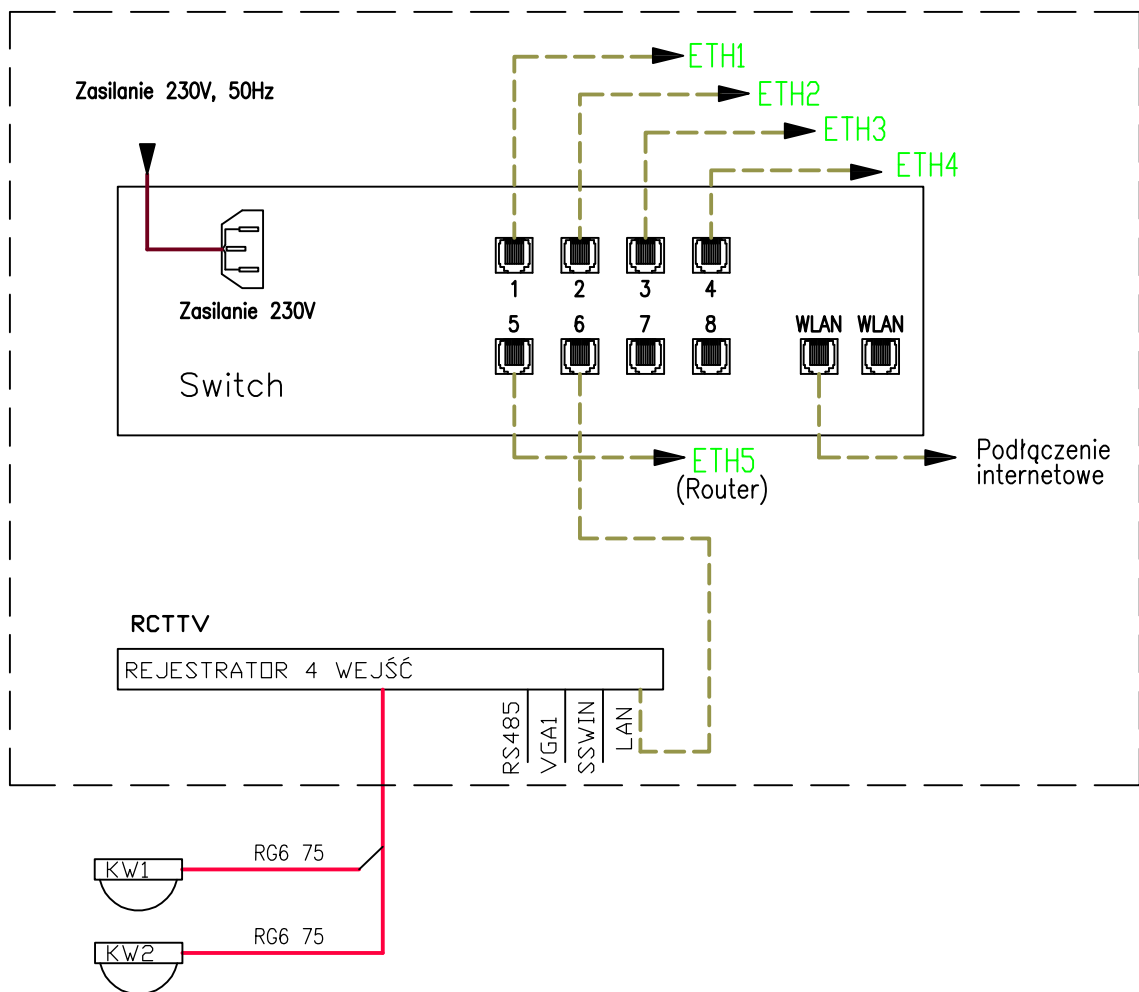 ETH1
Zasilanie 230V, 50Hz
ETH2
ETH3
ETH4
1 2 3 4
Zasilanie 230V
5 6 7 8 WLAN WLAN
Switch
ETH5
(Router)
Podłączenie
internetowe
RCTTV
REJESTRATOR 4 WEJŚĆ
RS485
VGA1
SSWIN
LAN
RG6 75
KW1
RG6 75
KW2